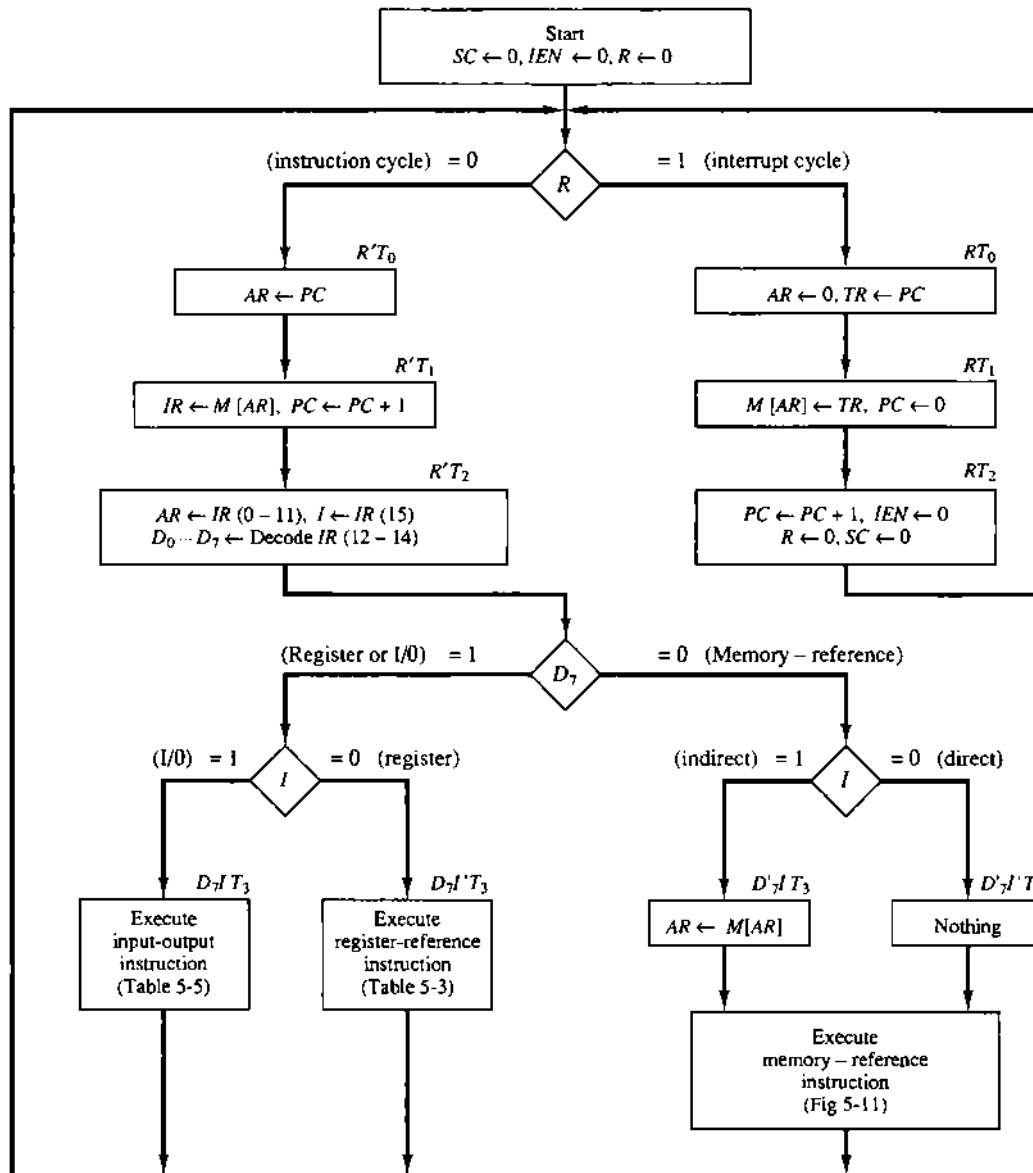 Start
SC ← 0, IEN ← 0, R ← 0
(instruction cycle) = 0
= 1 (interrupt cycle)
R
R′T₀
AR ← PC
RT₀
AR ← 0, TR ← PC
R′T₁
IR ← M [AR], PC ← PC + 1
RT₁
M [AR] ← TR, PC ← 0
R′T₂
AR ← IR (0 – 11), I ← IR (15)
D₀ ··· D₇ ← Decode IR (12 – 14)
RT₂
PC ← PC + 1, IEN ← 0
R ← 0, SC ← 0
(Register or I/0) = 1
= 0 (Memory – reference)
D₇
(I/0) = 1
= 0 (register)
I
(indirect) = 1
= 0 (direct)
I
D₇I T₃
Execute
input-output
instruction
(Table 5-5)
D₇I′T₃
Execute
register-reference
instruction
(Table 5-3)
D′₇I T₃
AR ← M[AR]
D′₇I′T
Nothing
Execute
memory – reference
instruction
(Fig 5-11)